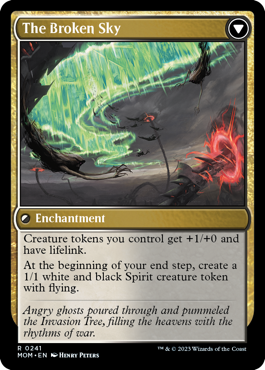 The Broken Sky
Enchantment
Creature tokens you control get +1/+0 and
have lifelink.
At the beginning of your end step, create a
1/1 white and black Spirit creature token
with flying.
Angry ghosts poured through and pummeled
the Invasion Tree, filling the heavens with the
rhythms of war.
R 0241
MOM • EN HENRY PETERS
™ & © 2023 Wizards of the Coast